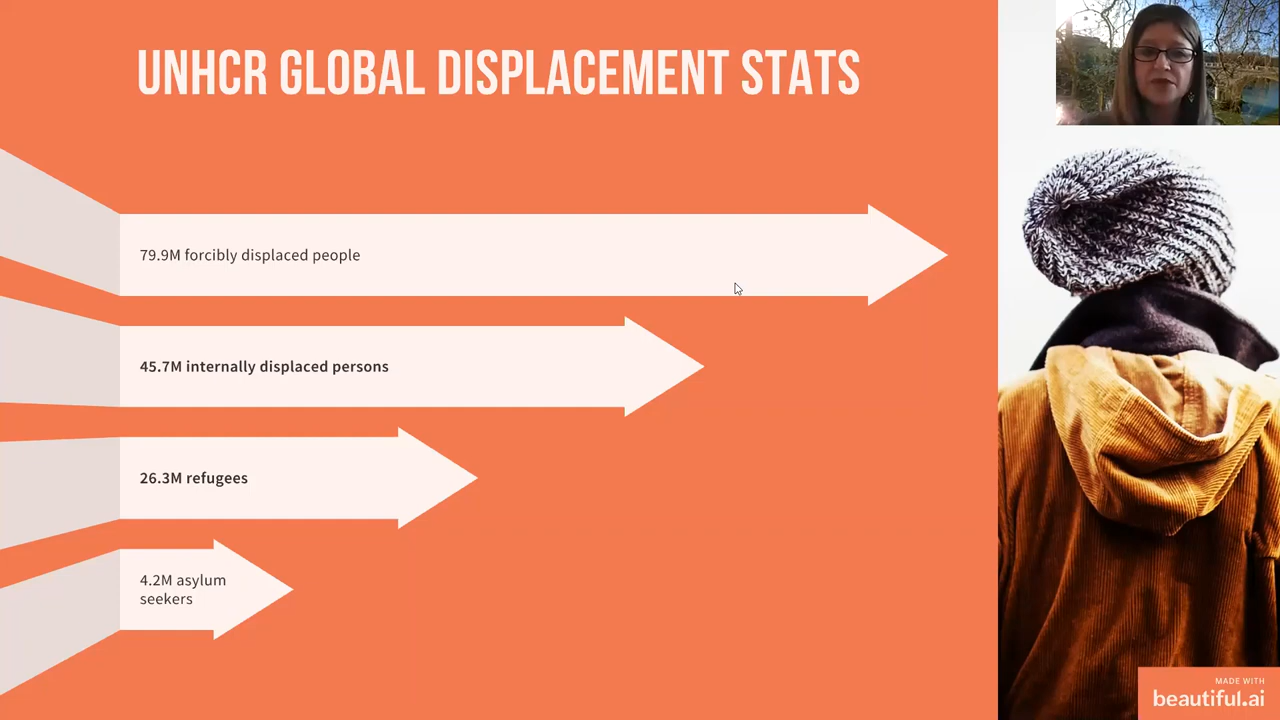 UNHCR GLOBAL DISPLACEMENT STATS
79.9M forcibly displaced people
45.7M internally displaced persons
26.3M refugees
4.2M asylum
seekers
MADE WITH
beautiful.ai